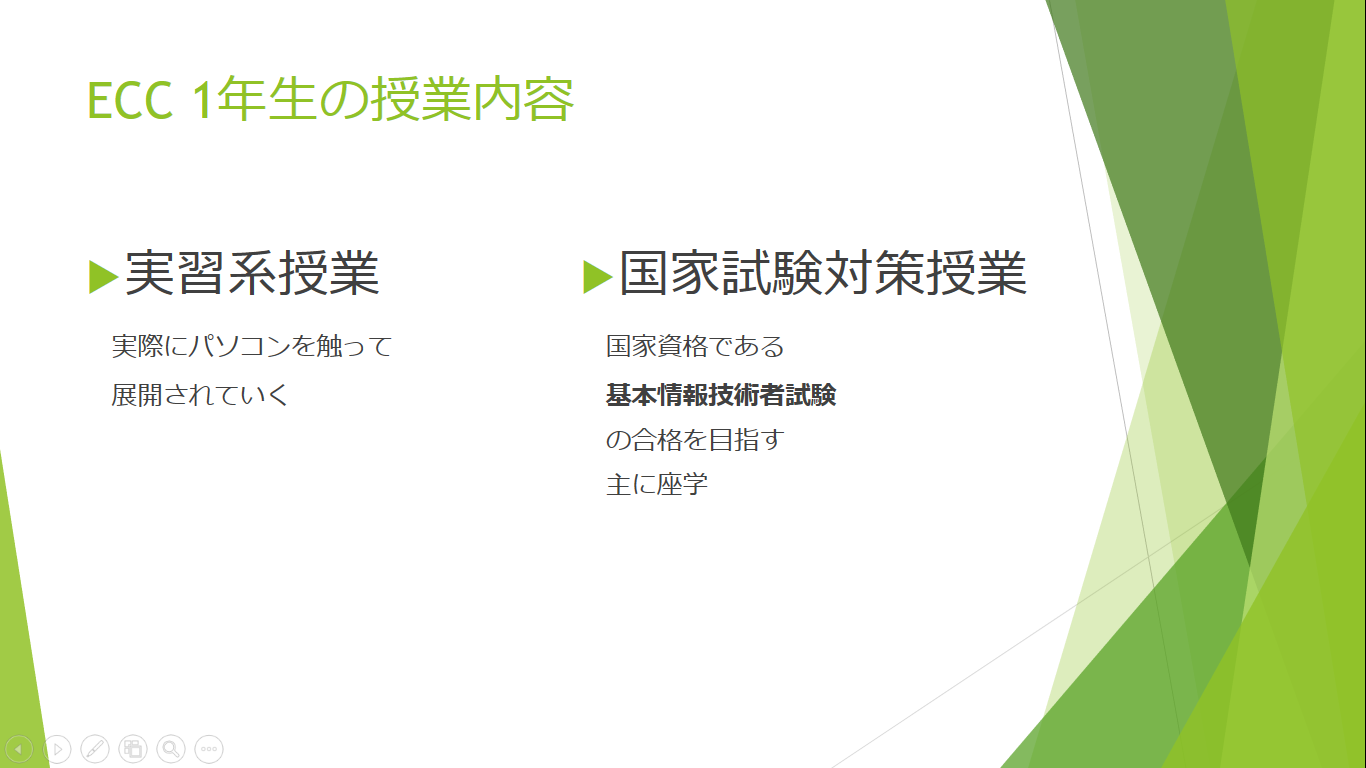 ECC 1年生の授業内容
実習系授業
実際にパソコンを触って
展開されていく
国家試験対策授業
国家資格である
基本情報技術者試験
の合格を目指す
主に座学